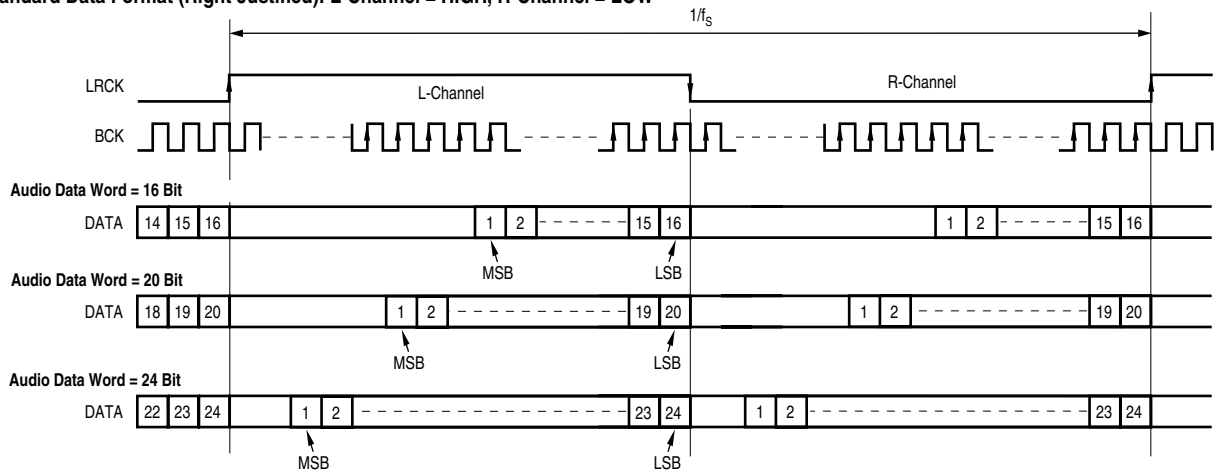 andard Data Format (Right Justified): L-Channel = HIGH, R-Channel = LOW
1/fS
LRCK L-Channel R-Channel
BCK
Audio Data Word = 16 Bit
DATA 14 15 16 1 2 15 16 1 2 15 16
MSB LSB
Audio Data Word = 20 Bit
DATA 18 19 20 1 2 19 20 1 2 19 20
MSB LSB
Audio Data Word = 24 Bit
DATA 22 23 24 1 2 23 24 1 2 23 24
MSB LSB